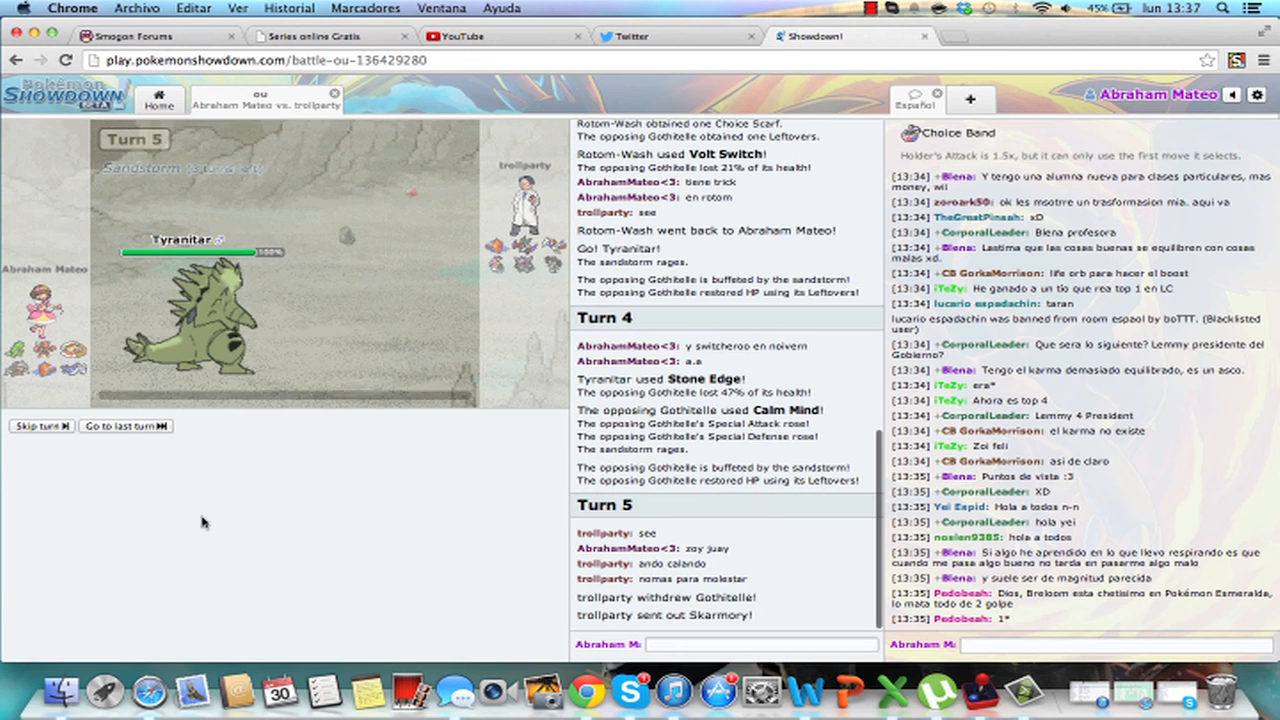 Chrome Archivo Editar Ver Historial Marcadores Ventana Ayuda 45% lun 13:37
Smogon Forums Series online Gratis YouTube Twitter Showdown!
play.pokemonshowdown.com/battle-ou-136429280
Pokémon
SHOWDOWN
BETA
Home
ou
Abraham Mateo vs. trollparty
Español
+
Abraham Mateo
Turn 5
Sandstorm
Tyranitar
100%
Abraham Mateo
trollparty
Skip turn Go to last turn
Rotom-Wash obtained one Choice Scarf.
The opposing Gothitelle obtained one Leftovers.
Rotom-Wash used Volt Switch!
The opposing Gothitelle lost 21% of its health!
AbrahamMateo<3: tiene trick
AbrahamMateo<3: en rotom
trollparty: see
Rotom-Wash went back to Abraham Mateo!
Go! Tyranitar!
The sandstorm rages.
The opposing Gothitelle is buffeted by the sandstorm!
The opposing Gothitelle restored HP using its Leftovers!
Turn 4
AbrahamMateo<3: y switcheroo en noivern
AbrahamMateo<3: a.a
Tyranitar used Stone Edge!
The opposing Gothitelle lost 47% of its health!
The opposing Gothitelle used Calm Mind!
The opposing Gothitelle's Special Attack rose!
The opposing Gothitelle's Special Defense rose!
The sandstorm rages.
The opposing Gothitelle is buffeted by the sandstorm!
The opposing Gothitelle restored HP using its Leftovers!
Turn 5
trollparty: see
AbrahamMateo<3: zoy juay
trollparty: ando calando
trollparty: nomas para molestar
trollparty withdrew Gothitelle!
trollparty sent out Skarmory!
Abraham M:
Choice Band
Holder's Attack is 1.5x, but it can only use the first move it selects.
[13:34] +Blena: Y tengo una alumna nueva para clases particulares, mas
money, wii
[13:34] zoroark50: ok les msotrre un trasformasion mia. aqui va
[13:34] TheGreatPinsah: xD
[13:34] +CorporalLeader: Blena profesora
[13:34] +Blena: Lastima que las cosas buenas se equilibren con cosas
malas xd.
[13:34] +CB GorkaMorrison: life orb para hacer el boost
[13:34] iTeZy: He ganado a un tío que rea top 1 en LC
[13:34] lucario espadachin: taran
lucario espadachin was banned from room espaol by boTTT. (Blacklisted
user)
[13:34] +CorporalLeader: Que sera lo siguiente? Lemmy presidente del
Gobierno?
[13:34] +Blena: Tengo el karma demasiado equilibrado, es un asco.
[13:34] iTeZy: era*
[13:34] iTeZy: Ahora es top 4
[13:34] +CorporalLeader: Lemmy 4 President
[13:34] +CB GorkaMorrison: el karma no existe
[13:34] iTeZy: Zoi feli
[13:34] +CB GorkaMorrison: asi de claro
[13:35] +Blena: Puntos de vista :3
[13:35] +CorporalLeader: XD
[13:35] Yei Espid: Hola a todos n-n
[13:35] +CorporalLeader: hola yei
[13:35] noslen9385: hola a todos
[13:35] +Blena: Si algo he aprendido en lo que llevo respirando es que
cuando me pasa algo bueno no tarda en pasarme algo malo
[13:35] +Blena: y suele ser de magnitud parecida
[13:35] Pedobeah: Dios, Breloom esta chetisimo en Pokémon Esmeralda,
lo mata todo de 2 golpe
[13:35] Pedobeah: 1*
Abraham M:
30